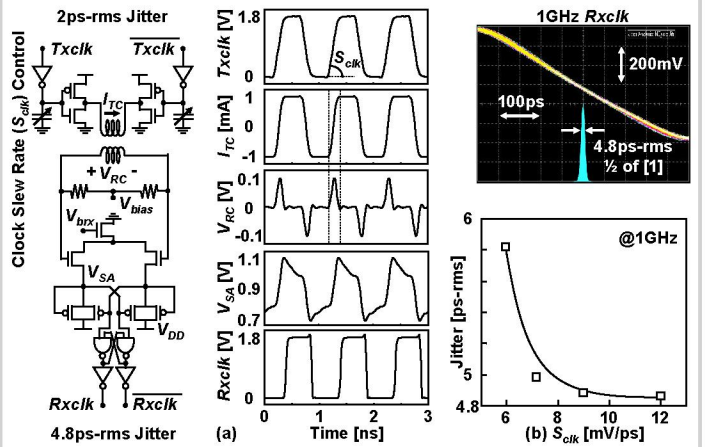 2ps-rms Jitter
Txclk
Txclk
Clock Slew Rate (Sclk) Control
ITC
+ VRC -
Vbias
Vbrx
VSA
VDD
Rxclk
Rxclk
4.8ps-rms Jitter
Txclk [V]
1.8
0
Sclk
ITC [mA]
1
0
-1
VRC [V]
0.1
0
-0.1
VSA [V]
1.1
0.9
0.7
Rxclk [V]
1.8
0
0
1
2
3
(a)
Time [ns]
1GHz Rxclk
200mV
100ps
4.8ps-rms
½ of [1]
Jitter [ps-rms]
6
5
4.8
@1GHz
6
8
10
12
(b) Sclk [mV/ps]